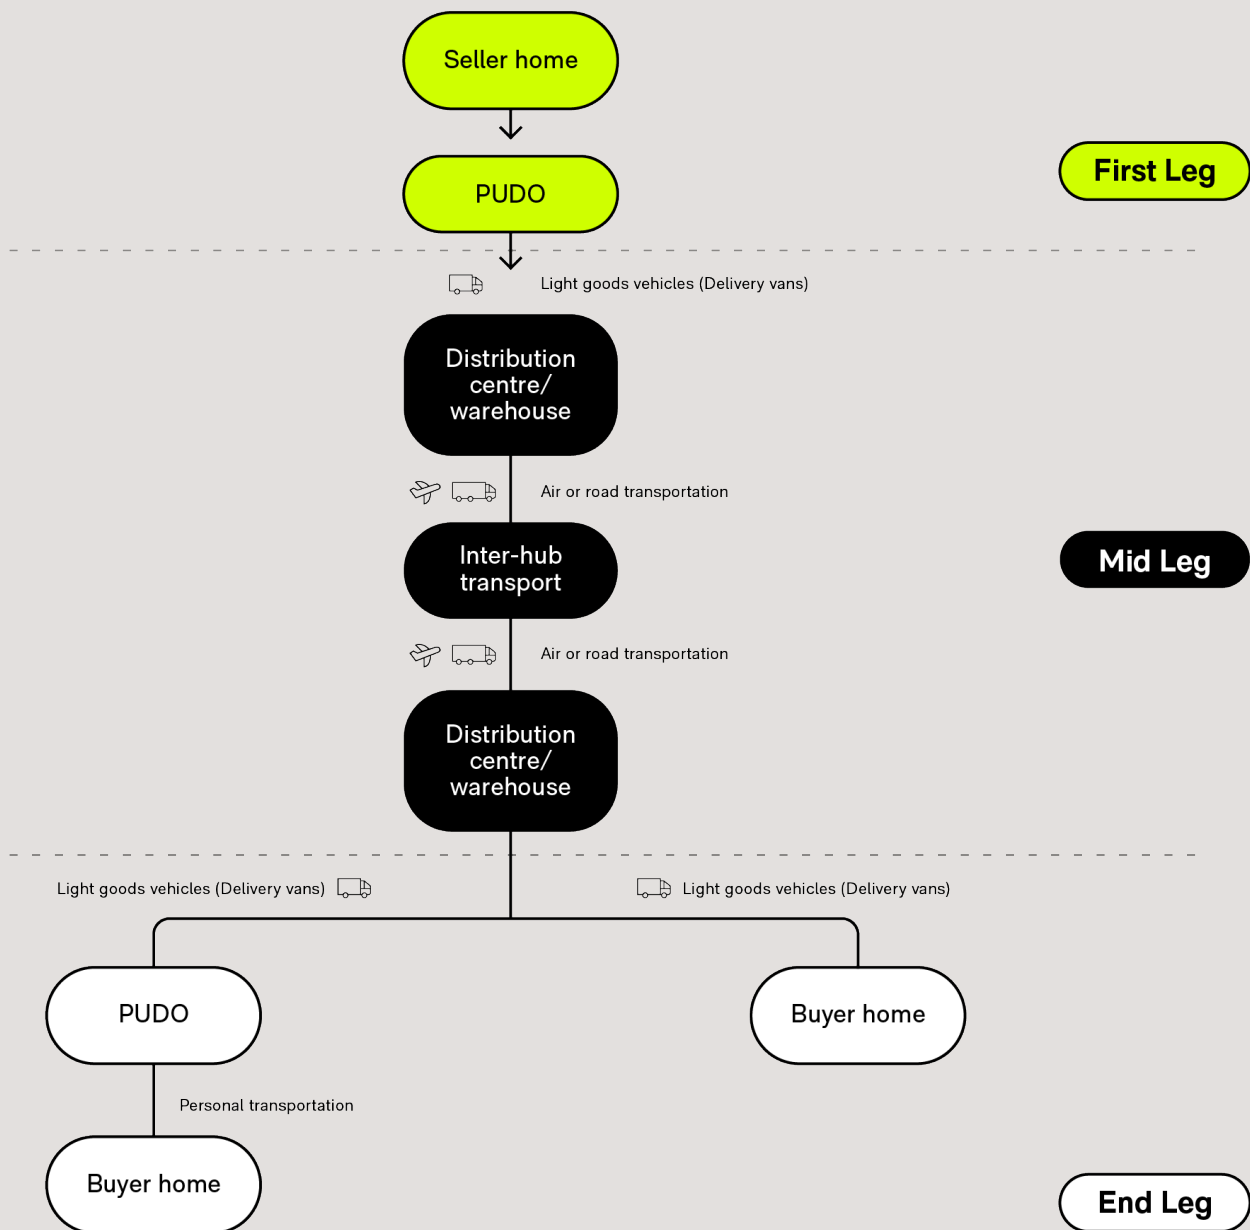 Seller home
PUDO
First Leg
Light goods vehicles (Delivery vans)
Distribution
centre/
warehouse
Air or road transportation
Inter-hub
transport
Mid Leg
Air or road transportation
Distribution
centre/
warehouse
Light goods vehicles (Delivery vans)
Light goods vehicles (Delivery vans)
PUDO
Buyer home
Personal transportation
Buyer home
End Leg